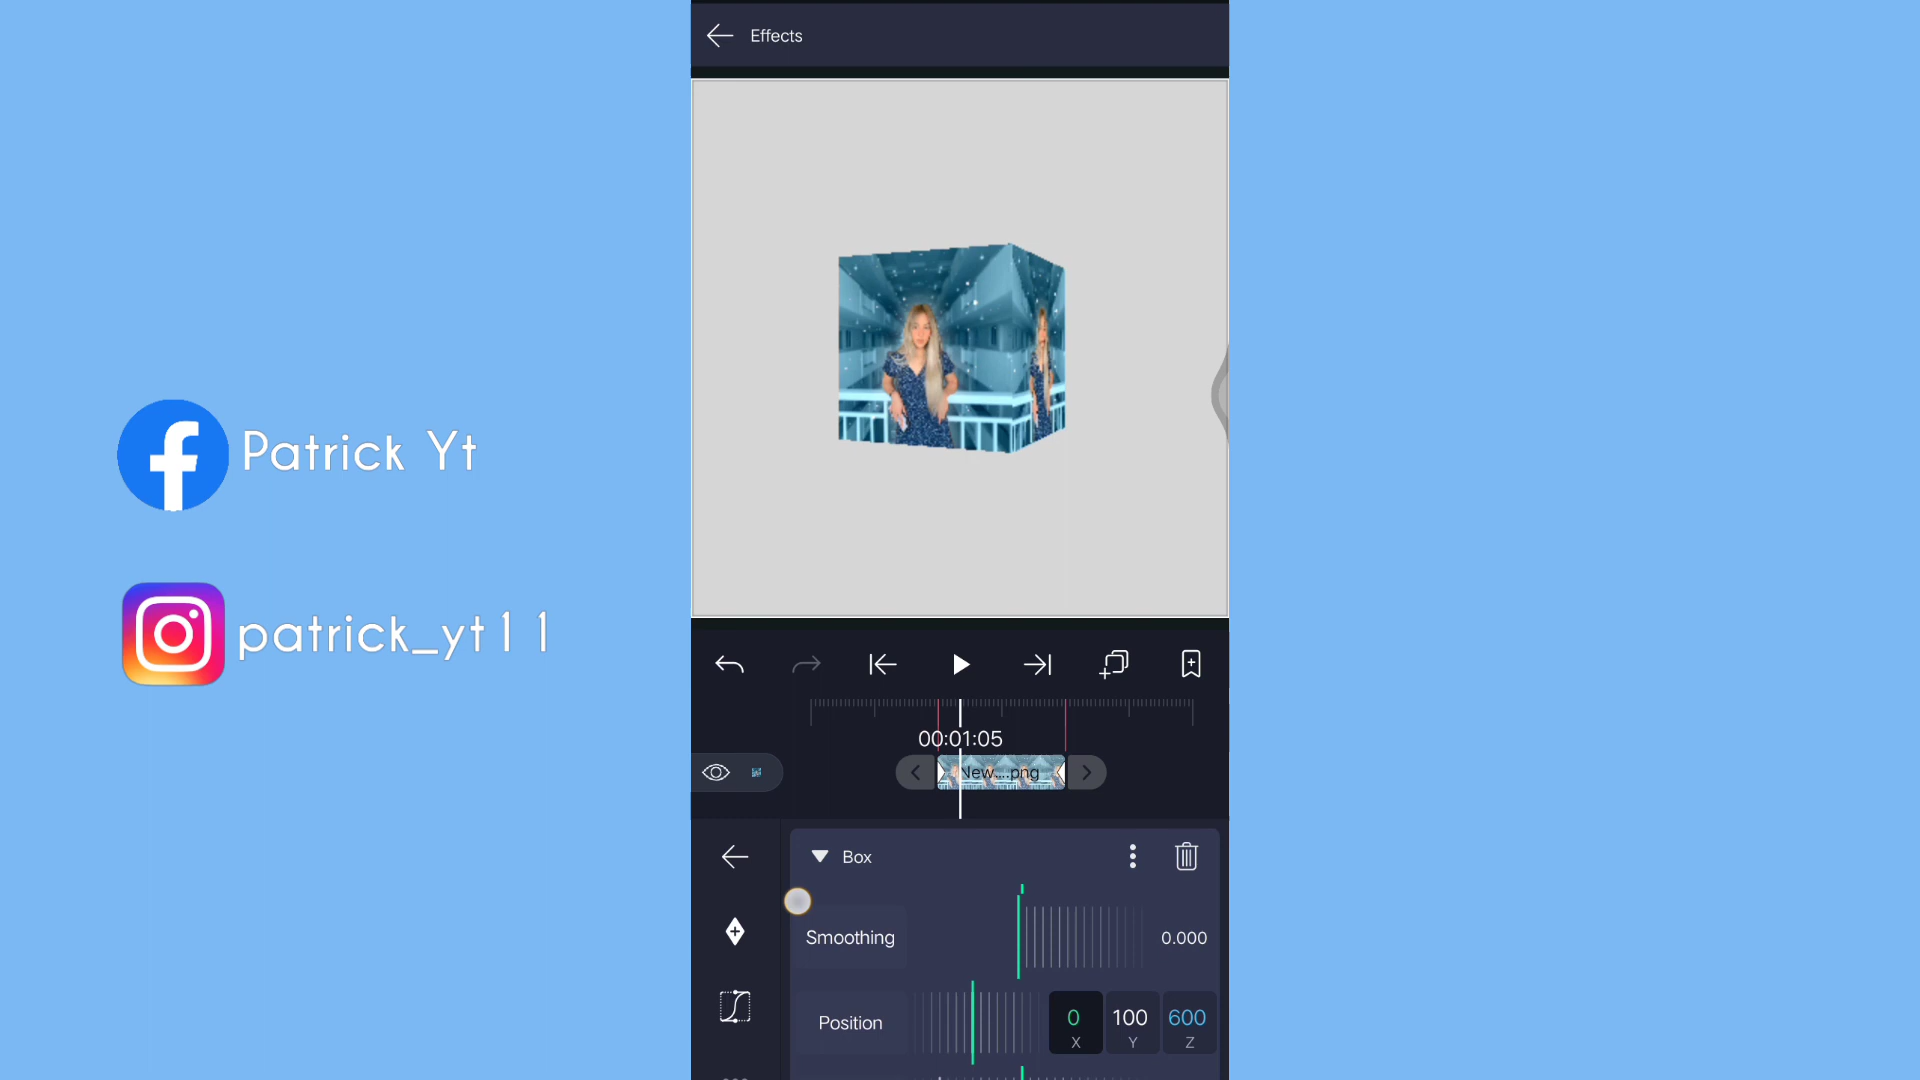 Effects
Patrick Yt
patrick_yt11
00:01:05
New....png
Box
Smoothing
0.000
Position
0 100 600
X Y Z